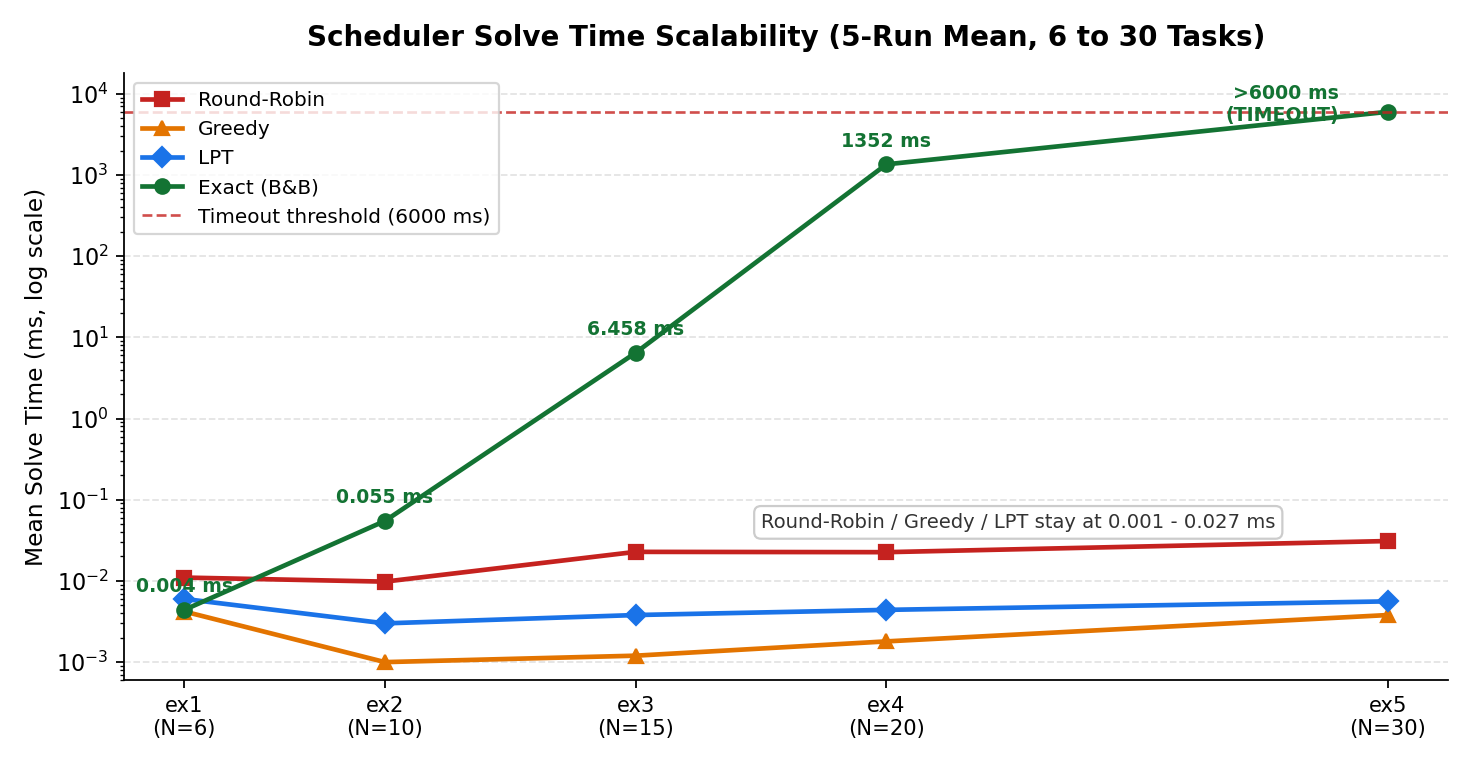 Scheduler Solve Time Scalability (5-Run Mean, 6 to 30 Tasks)
Mean Solve Time (ms, log scale)
10⁴
10³
10²
10¹
10⁰
10⁻¹
10⁻²
10⁻³
Round-Robin
Greedy
LPT
Exact (B&B)
Timeout threshold (6000 ms)
>6000 ms
(TIMEOUT)
1352 ms
6.458 ms
0.055 ms
0.004 ms
Round-Robin / Greedy / LPT stay at 0.001 - 0.027 ms
ex1
(N=6)
ex2
(N=10)
ex3
(N=15)
ex4
(N=20)
ex5
(N=30)